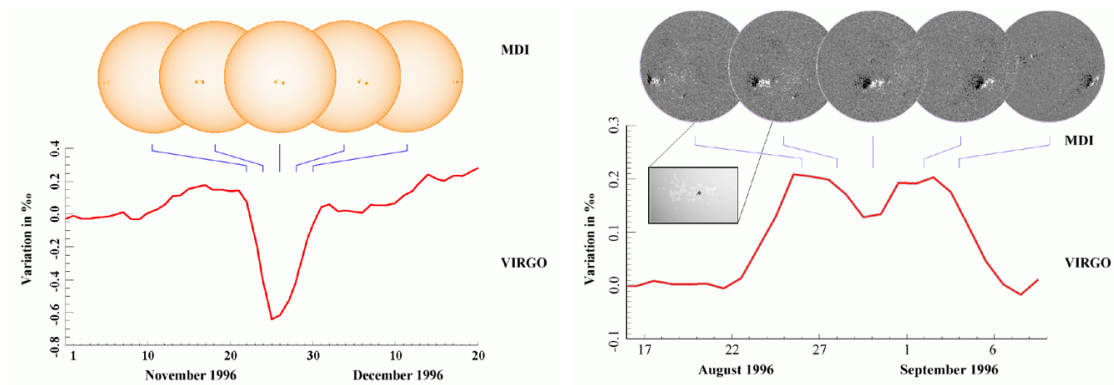 MDI
0.4
0.2
0.0
-0.2
-0.4
-0.6
-0.8
Variation in ‰
VIRGO
1 10 20 30 10 20
November 1996 December 1996
0.3
0.2
0.1
0.0
-0.1
Variation in ‰
MDI
VIRGO
17 22 27 1 6
August 1996 September 1996